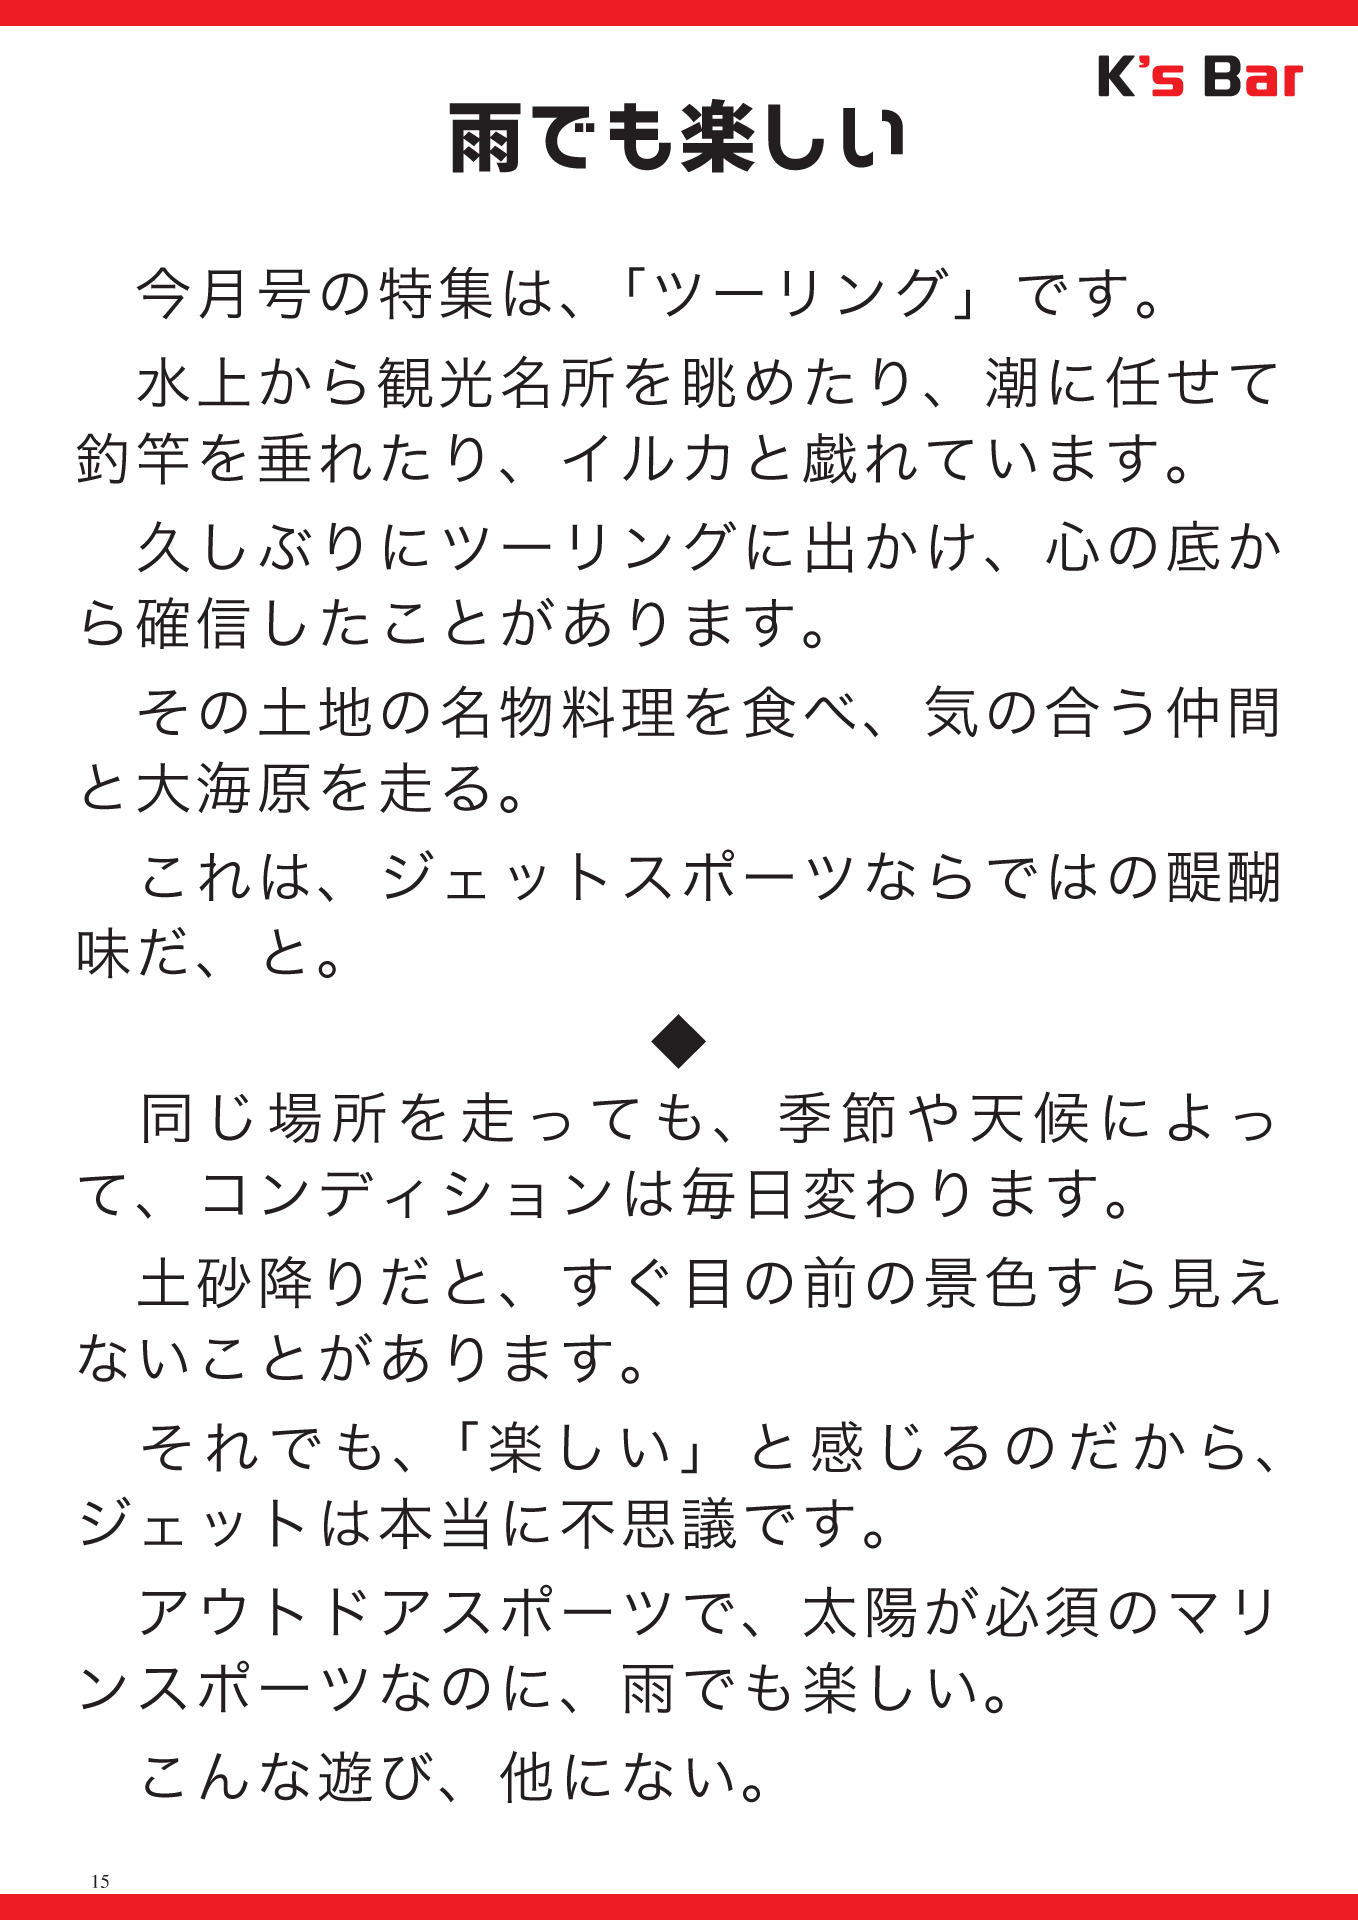 K's Bar
雨でも楽しい
今月号の特集は、「ツーリング」です。
水上から観光名所を眺めたり、潮に任せて
釣竿を垂れたり、イルカと戯れています。
久しぶりにツーリングに出かけ、心の底か
ら確信したことがあります。
その土地の名物料理を食べ、気の合う仲間
と大海原を走る。
これは、ジェットスポーツならではの醍醐
味だ、と。
◆
同じ場所を走っても、季節や天候によっ
て、コンディションは毎日変わります。
土砂降りだと、すぐ目の前の景色すら見え
ないことがあります。
それでも、「楽しい」と感じるのだから、
ジェットは本当に不思議です。
アウトドアスポーツで、太陽が必須のマリ
ンスポーツなのに、雨でも楽しい。
こんな遊び、他にない。
15